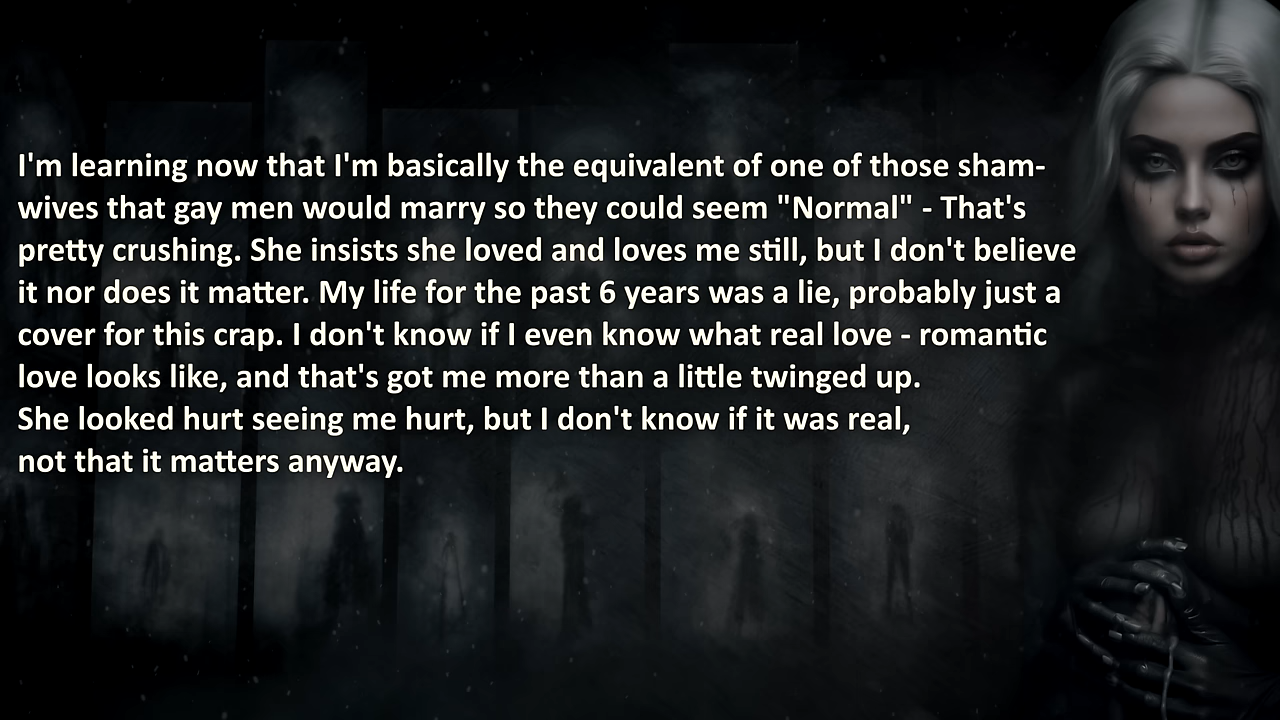 I'm learning now that I'm basically the equivalent of one of those sham-
wives that gay men would marry so they could seem "Normal" - That's
pretty crushing. She insists she loved and loves me still, but I don't believe
it nor does it matter. My life for the past 6 years was a lie, probably just a
cover for this crap. I don't know if I even know what real love - romantic
love looks like, and that's got me more than a little twinged up.
She looked hurt seeing me hurt, but I don't know if it was real,
not that it matters anyway.